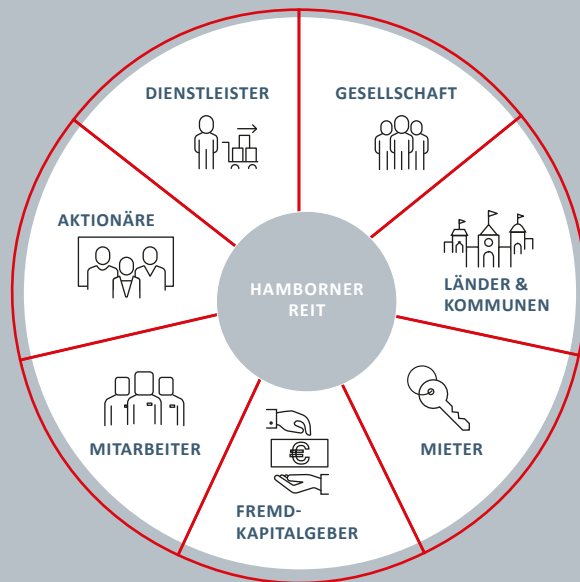 DIENSTLEISTER
GESELLSCHAFT
AKTIONÄRE
LÄNDER &
KOMMUNEN
HAMBORNER
REIT
MITARBEITER
MIETER
€
FREMD-
KAPITALGEBER